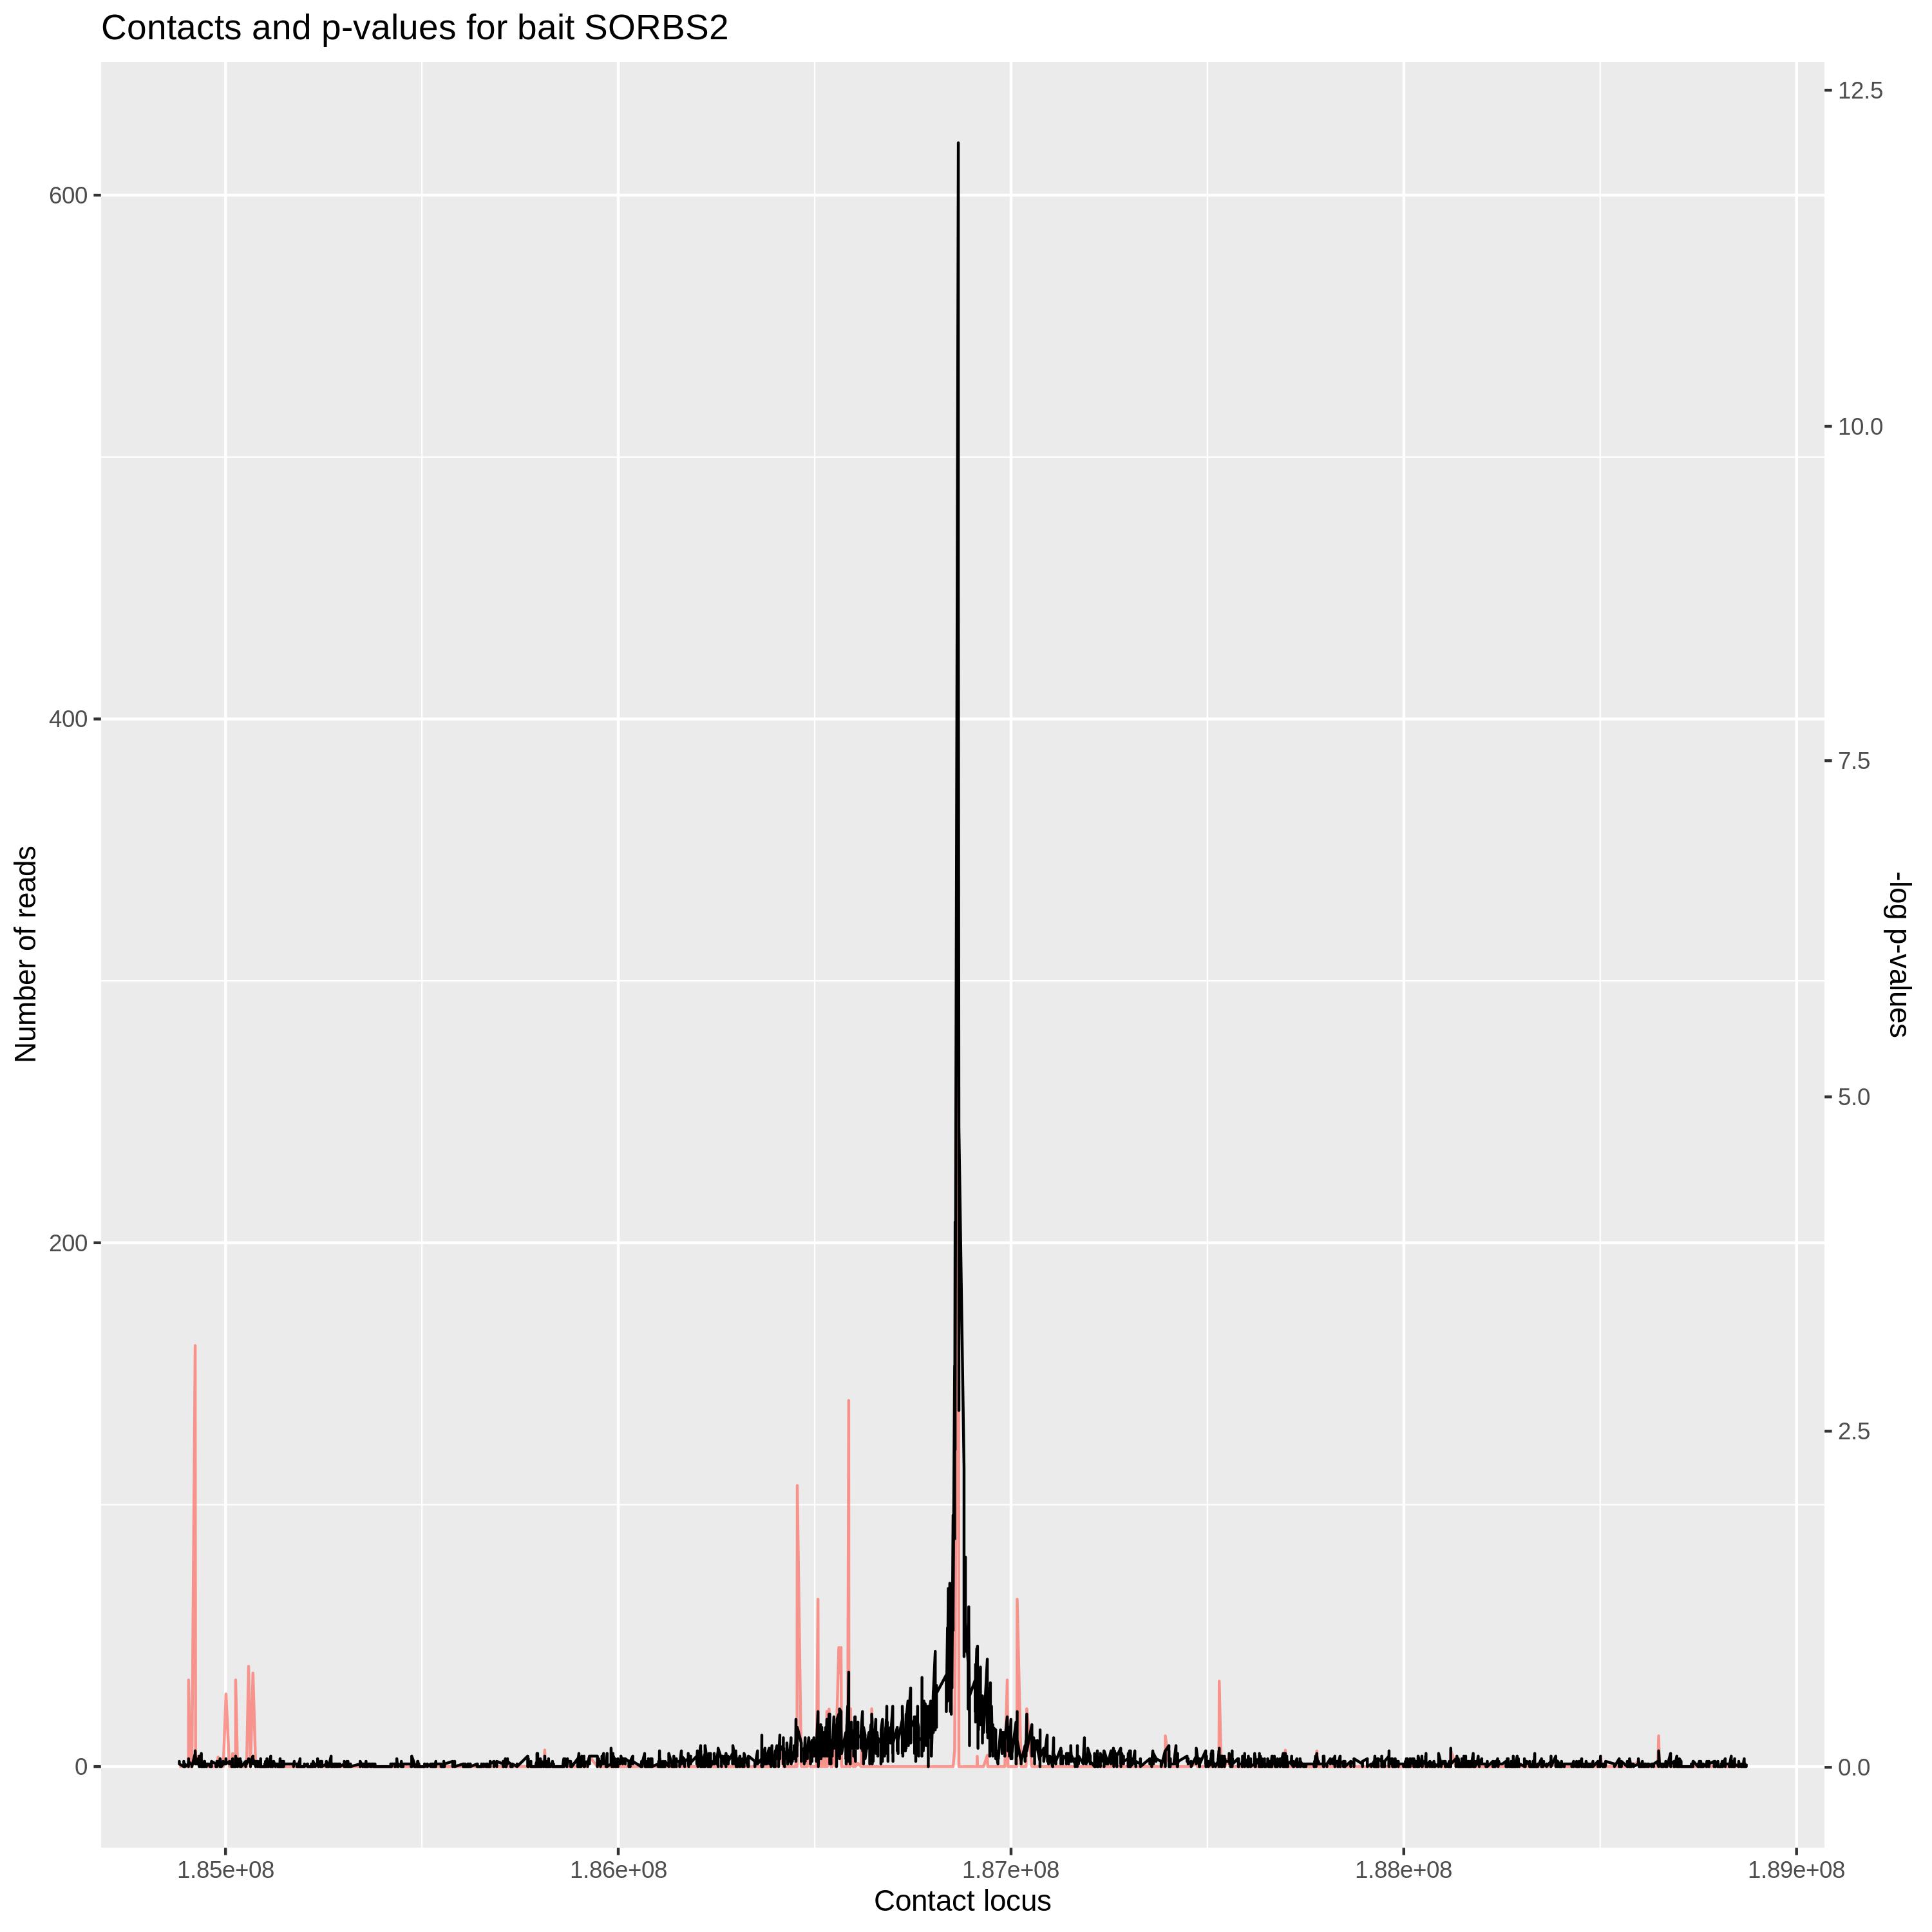 Contacts and p-values for bait SORBS2
12.5
600
10.0
400
7.5
Number of reads
-log p-values
5.0
200
2.5
0
0.0
1.85e+08 1.86e+08 1.87e+08 1.88e+08 1.89e+08
Contact locus